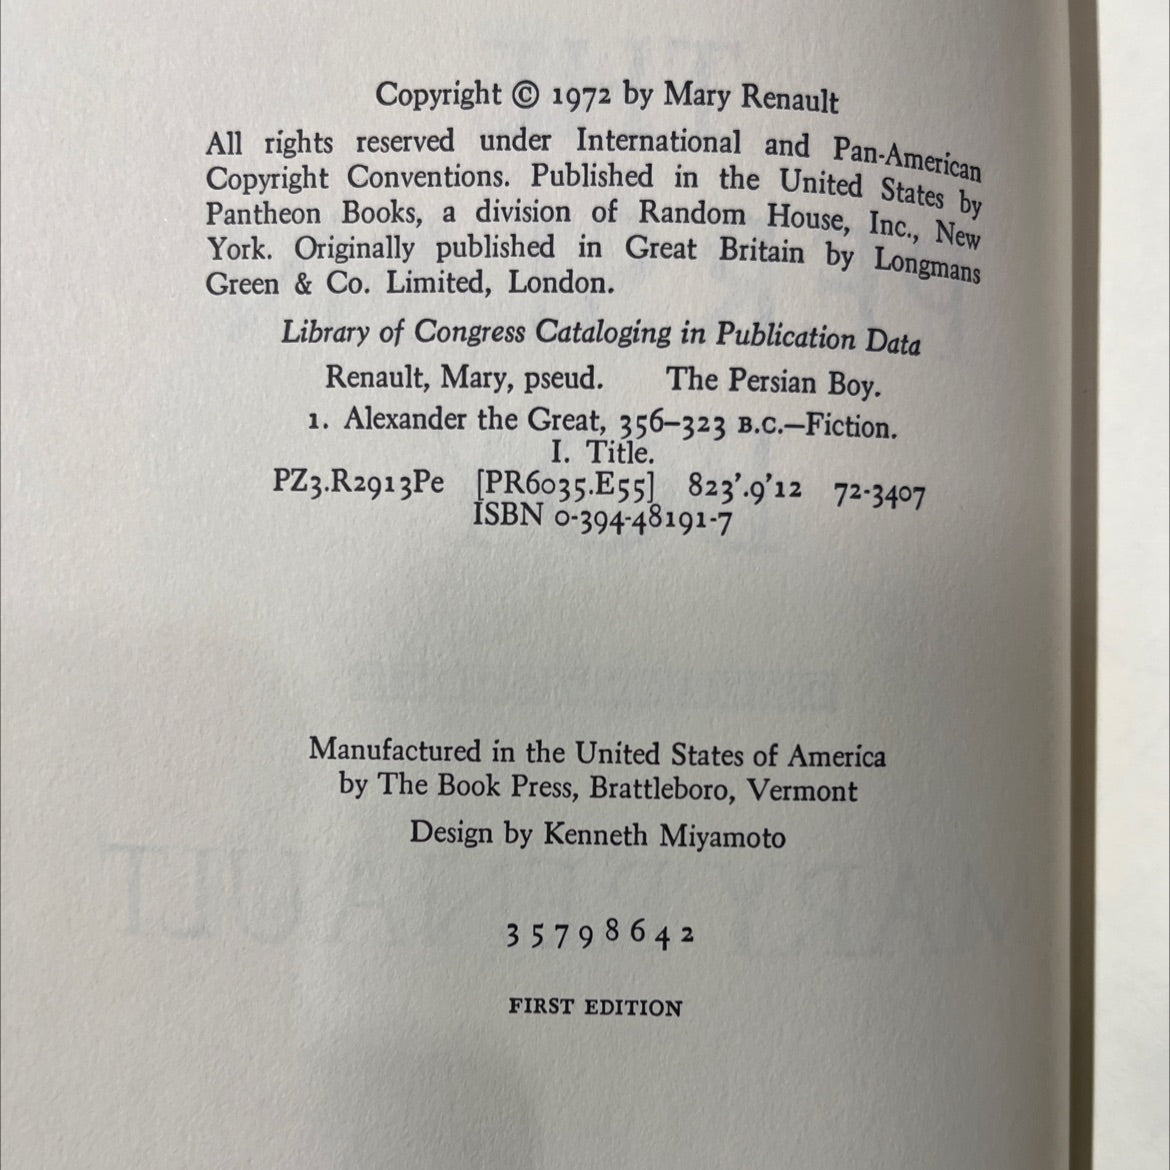 Copyright © 1972 by Mary Renault
All rights reserved under International and Pan-American
Copyright Conventions. Published in the United States by
Pantheon Books, a division of Random House, Inc., New
York. Originally published in Great Britain by Longmans
Green & Co. Limited, London.
Library of Congress Cataloging in Publication Data
Renault, Mary, pseud. The Persian Boy.
1. Alexander the Great, 356–323 B.C.—Fiction.
I. Title.
PZ3.R2913Pe [PR6035.E55] 823'.9'12 72-3407
ISBN 0-394-48191-7
Manufactured in the United States of America
by The Book Press, Brattleboro, Vermont
Design by Kenneth Miyamoto
3 5 7 9 8 6 4 2
FIRST EDITION